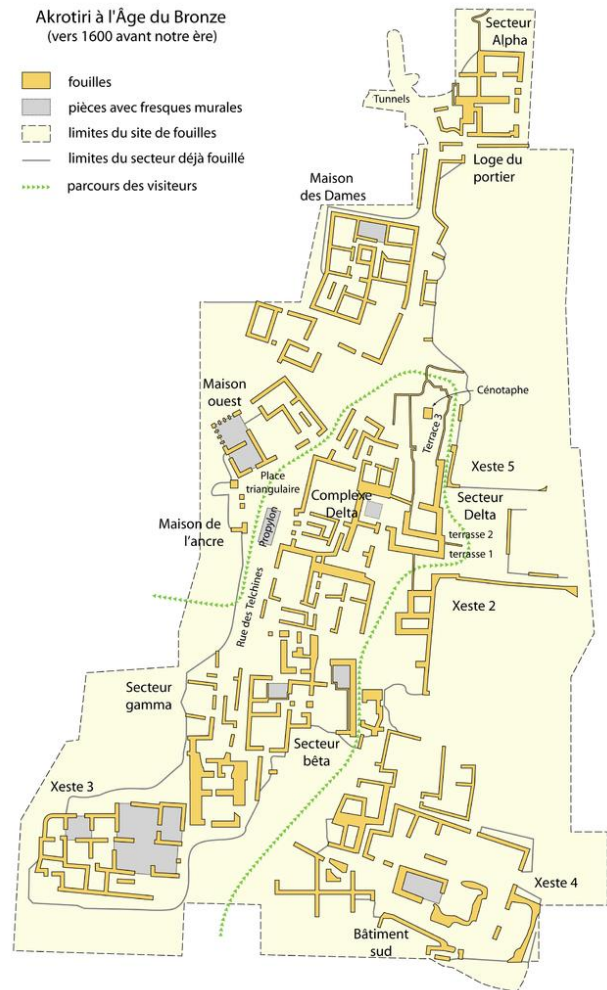 Akrotiri à l'Âge du Bronze
(vers 1600 avant notre ère)
fouilles
pièces avec fresques murales
limites du site de fouilles
limites du secteur déjà fouillé
parcours des visiteurs
Secteur
Alpha
Tunnels
Loge du
portier
Maison
des Dames
Maison
ouest
Cénotaphe
Terrace 3
Xeste 5
Place
triangulaire
Complexe
Delta
Secteur
Delta
Propylon
Maison de
l'ancre
terrasse 2
terrasse 1
Rue des Telchines
Xeste 2
Secteur
gamma
Secteur
bêta
Xeste 3
Xeste 4
Bâtiment
sud